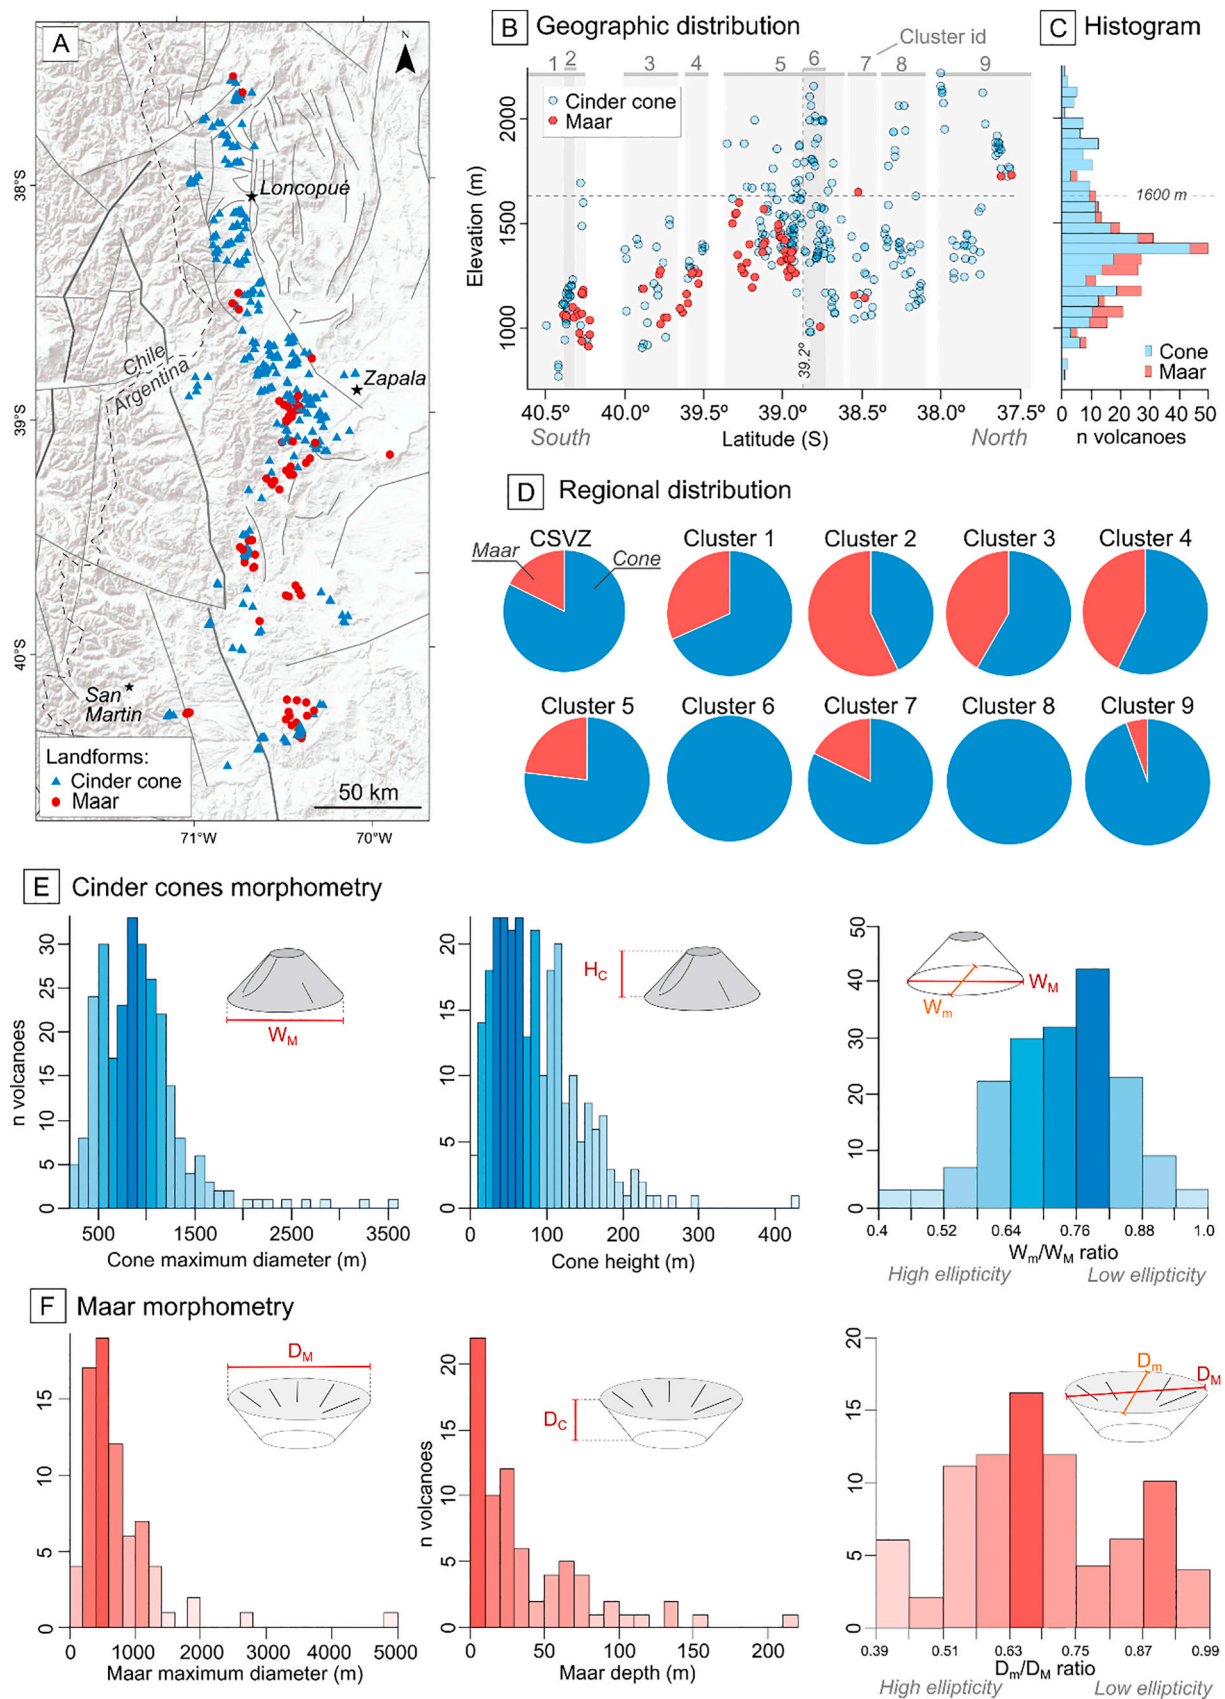 A
N
38°S
39°S
40°S
Loncopué
Chile
Argentina
Zapala
San
Martin
Landforms:
Cinder cone
Maar
50 km
71°W
70°W
B Geographic distribution
Cluster id
1 2 3 4 5 6 7 8 9
Cinder cone
Maar
Elevation (m)
2000
1500
1000
39.2°
40.5° 40.0° 39.5° 39.0° 38.5° 38.0° 37.5°
South Latitude (S) North
C Histogram
1600 m
Cone
Maar
0 10 20 30 40 50
n volcanoes
D Regional distribution
CSVZ Cluster 1 Cluster 2 Cluster 3 Cluster 4
Maar Cone
Cluster 5 Cluster 6 Cluster 7 Cluster 8 Cluster 9
E Cinder cones morphometry
n volcanoes
0 5 10 15 20 25 30
W_M
500 1500 2500 3500
Cone maximum diameter (m)
0 5 10 15 20
H_C
0 100 200 300 400
Cone height (m)
0 10 20 30 40 50
W_M
W_m
0.4 0.52 0.64 0.76 0.88 1.0
W_m/W_M ratio
High ellipticity Low ellipticity
F Maar morphometry
0 5 10 15
D_M
0 1000 2000 3000 4000 5000
Maar maximum diameter (m)
n volcanoes
0 5 10 15 20
D_C
0 50 100 150 200
Maar depth (m)
0 5 10 15 20
D_m
D_M
0.39 0.51 0.63 0.75 0.87 0.99
D_m/D_M ratio
High ellipticity Low ellipticity